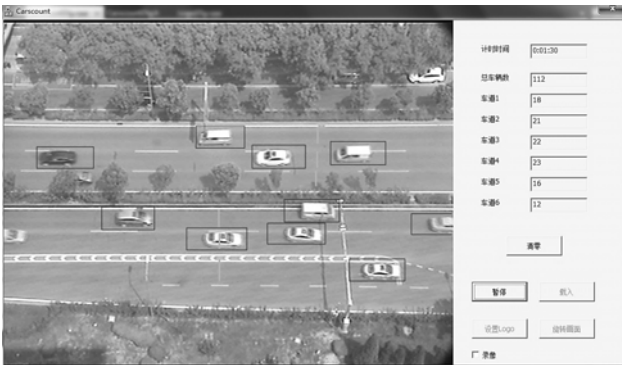 Carscount
计时时间 0:01:30
总车辆数 112
车道1 18
车道2 21
车道3 22
车道4 23
车道5 16
车道6 12
清零
暂停 载入
设置Logo 旋转画面
录像